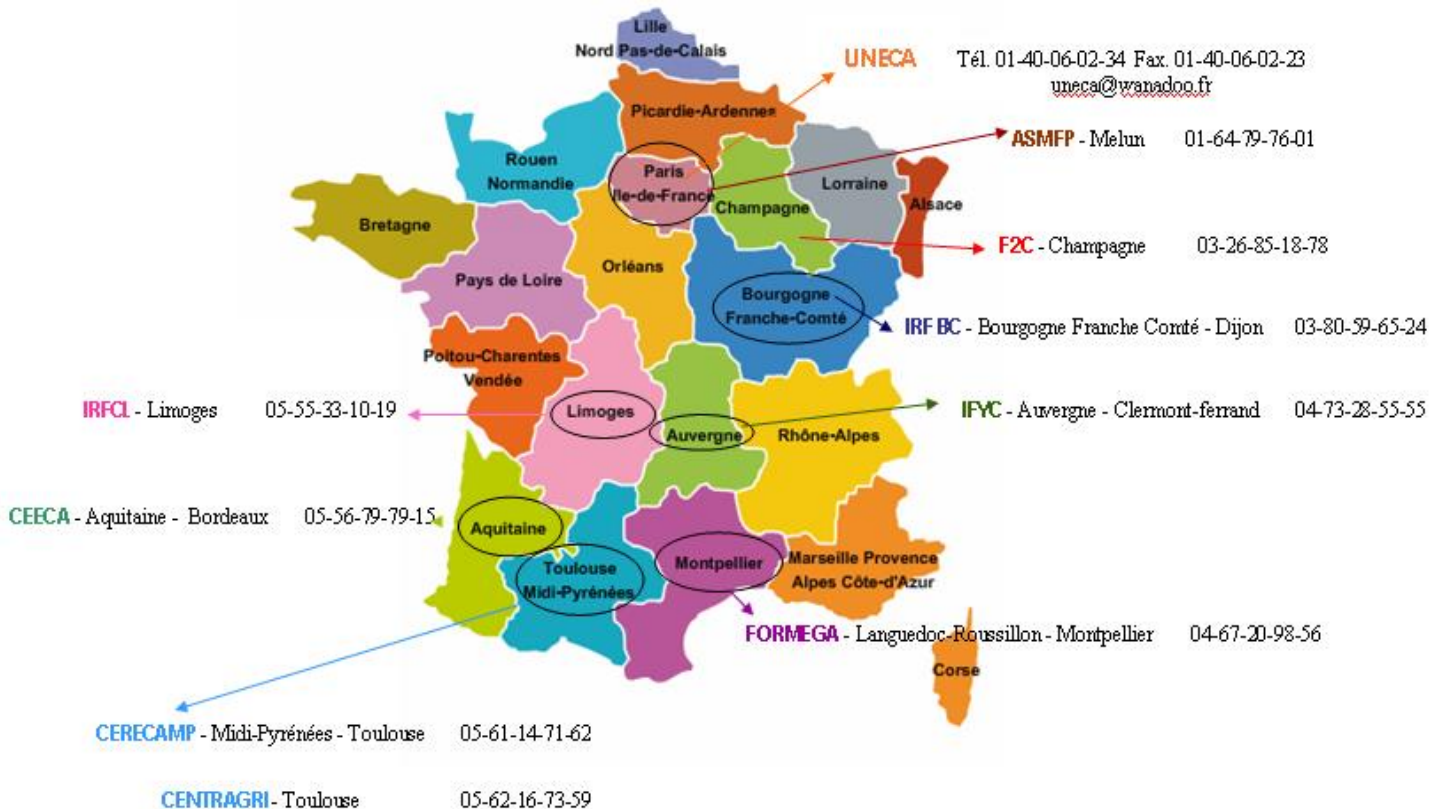 Lille
Nord Pas-de-Calais
UNECA Tél. 01-40-06-02-34 Fax. 01-40-06-02-23
uneca@wanadoo.fr
Picardie-Ardennes
ASMFP - Melun 01-64-79-76-01
Rouen
Normandie
Paris
Ile-de-France
Champagne
Lorraine
Alsace
Bretagne
F2C - Champagne 03-26-85-18-78
Pays de Loire
Orléans
Bourgogne
Franche-Comté
IRF BC - Bourgogne Franche Comté - Dijon 03-80-59-65-24
Poitou-Charentes
Vendée
IRFCL - Limoges 05-55-33-10-19
Limoges
Auvergne
Rhône-Alpes
IFYC - Auvergne - Clermont-ferrand 04-73-28-55-55
CEECA - Aquitaine - Bordeaux 05-56-79-79-15
Aquitaine
Toulouse
Midi-Pyrénées
Montpellier
Marseille Provence
Alpes Côte-d'Azur
FORMEGA - Languedoc-Roussillon - Montpellier 04-67-20-98-56
Corse
CERECAMP - Midi-Pyrénées - Toulouse 05-61-14-71-62
CENTRAGRI - Toulouse 05-62-16-73-59